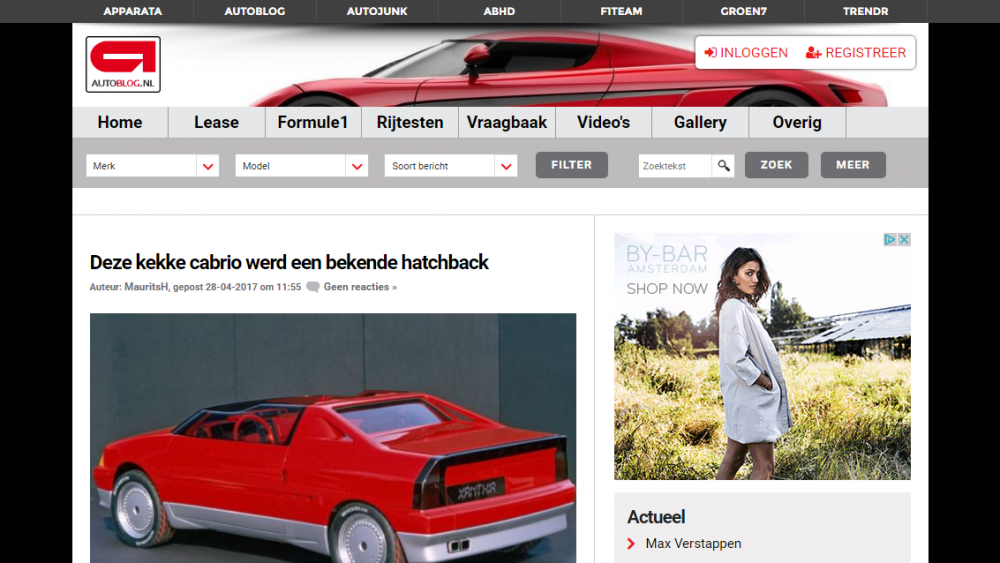 APPARATA AUTOBLOG AUTOJUNK ABHD FITEAM GROEN7 TRENDR
AUTOBLOG.NL
INLOGGEN REGISTREER
Home Lease Formule1 Rijtesten Vraagbaak Video's Gallery Overig
Merk Model Soort bericht FILTER Zoektekst ZOEK MEER
Deze kekke cabrio werd een bekende hatchback
Auteur: MauritsH, gepost 28-04-2017 om 11:55 Geen reacties »
XANTHIA
BY-BAR
AMSTERDAM
SHOP NOW
Actueel
Max Verstappen